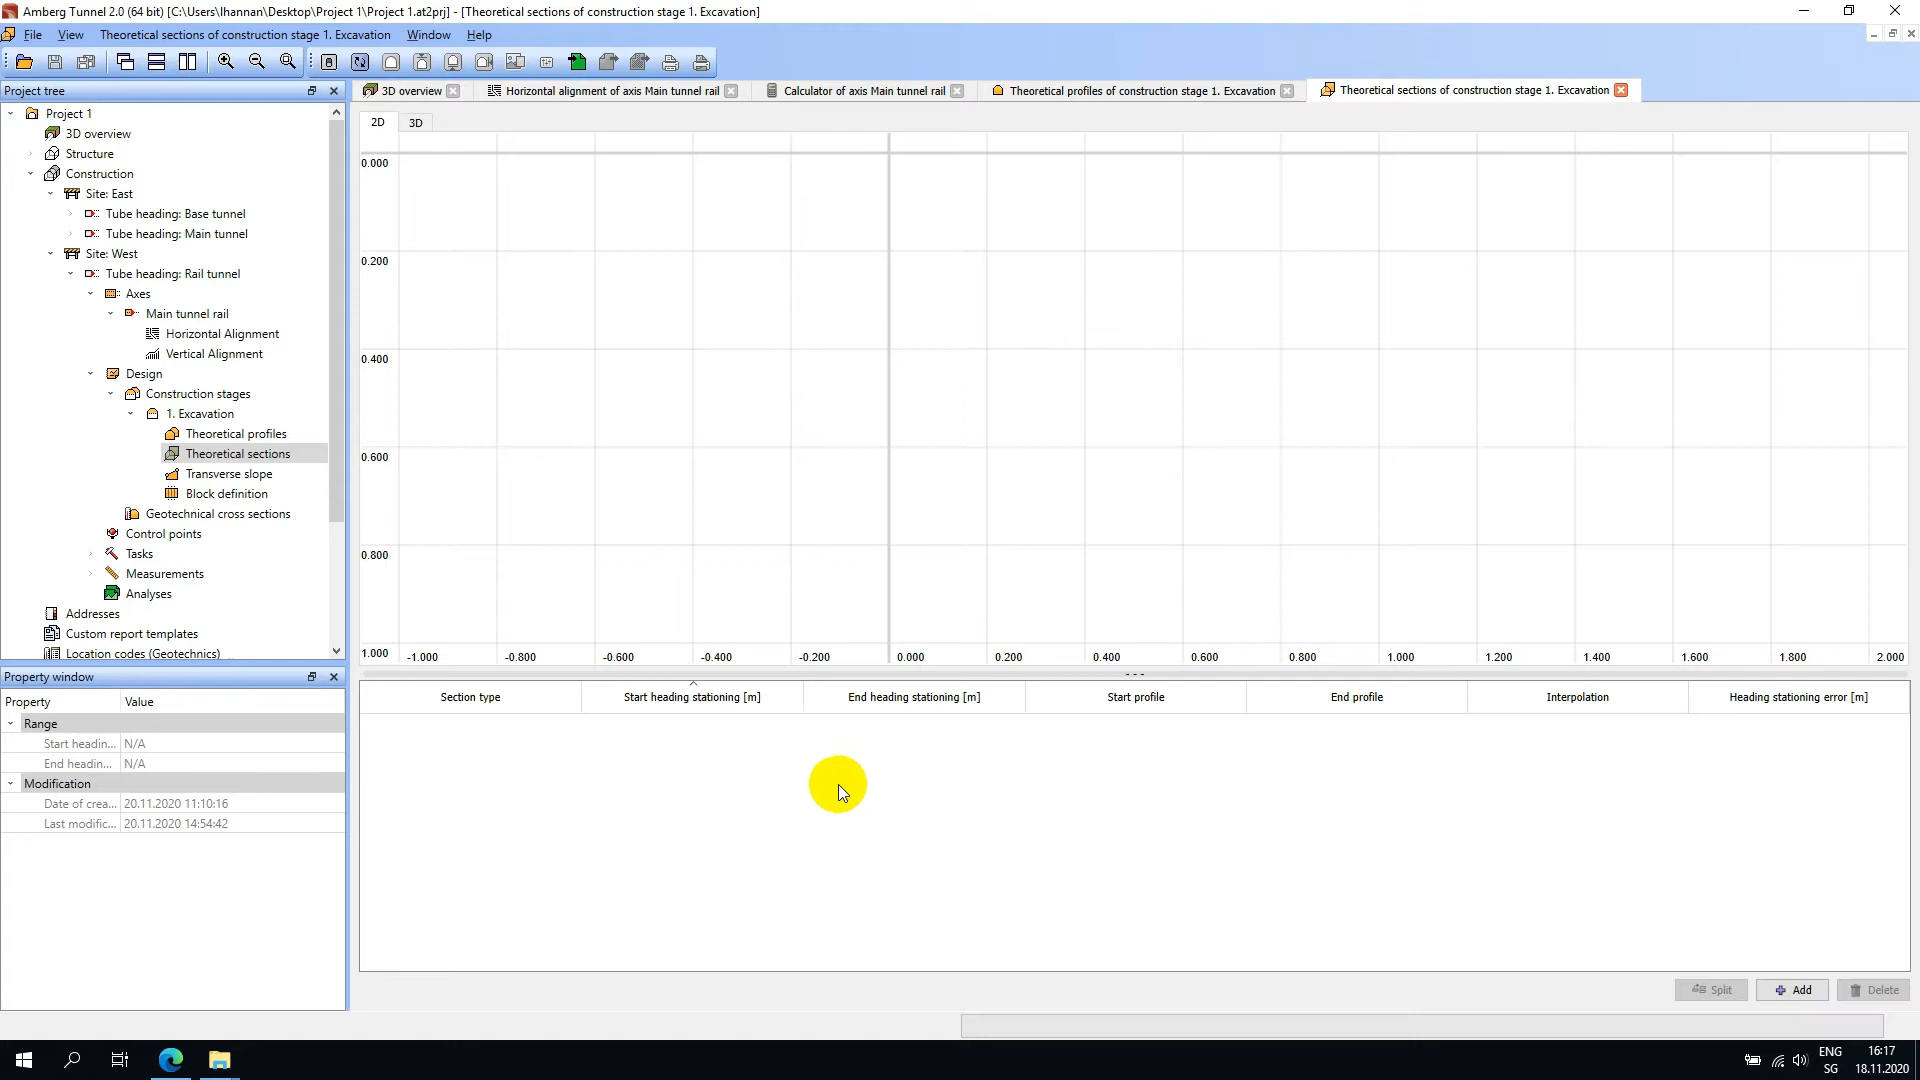 Amberg Tunnel 2.0 (64 bit) [C:\Users\lhannan\Desktop\Project 1\Project 1.at2prj] - [Theoretical sections of construction stage 1. Excavation]
File View Theoretical sections of construction stage 1. Excavation Window Help
Project tree
3D overview
Horizontal alignment of axis Main tunnel rail
Calculator of axis Main tunnel rail
Theoretical profiles of construction stage 1. Excavation
Theoretical sections of construction stage 1. Excavation
Project 1
3D overview
Structure
Construction
Site: East
Tube heading: Base tunnel
Tube heading: Main tunnel
Site: West
Tube heading: Rail tunnel
Axes
Main tunnel rail
Horizontal Alignment
Vertical Alignment
Design
Construction stages
1. Excavation
Theoretical profiles
Theoretical sections
Transverse slope
Block definition
Geotechnical cross sections
Control points
Tasks
Measurements
Analyses
Addresses
Custom report templates
Location codes (Geotechnics)
2D 3D
0.000
0.200
0.400
0.600
0.800
1.000
-1.000 -0.800 -0.600 -0.400 -0.200 0.000 0.200 0.400 0.600 0.800 1.000 1.200 1.400 1.600 1.800 2.000
Property window
Property Value
Range
Start headin... N/A
End headin... N/A
Modification
Date of crea... 20.11.2020 11:10:16
Last modific... 20.11.2020 14:54:42
Section type Start heading stationing [m] End heading stationing [m] Start profile End profile Interpolation Heading stationing error [m]
Split Add Delete
ENG
SG
16:17
18.11.2020